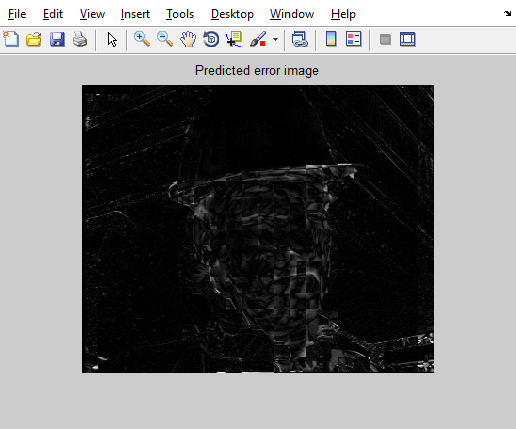 File Edit View Insert Tools Desktop Window Help
Predicted error image